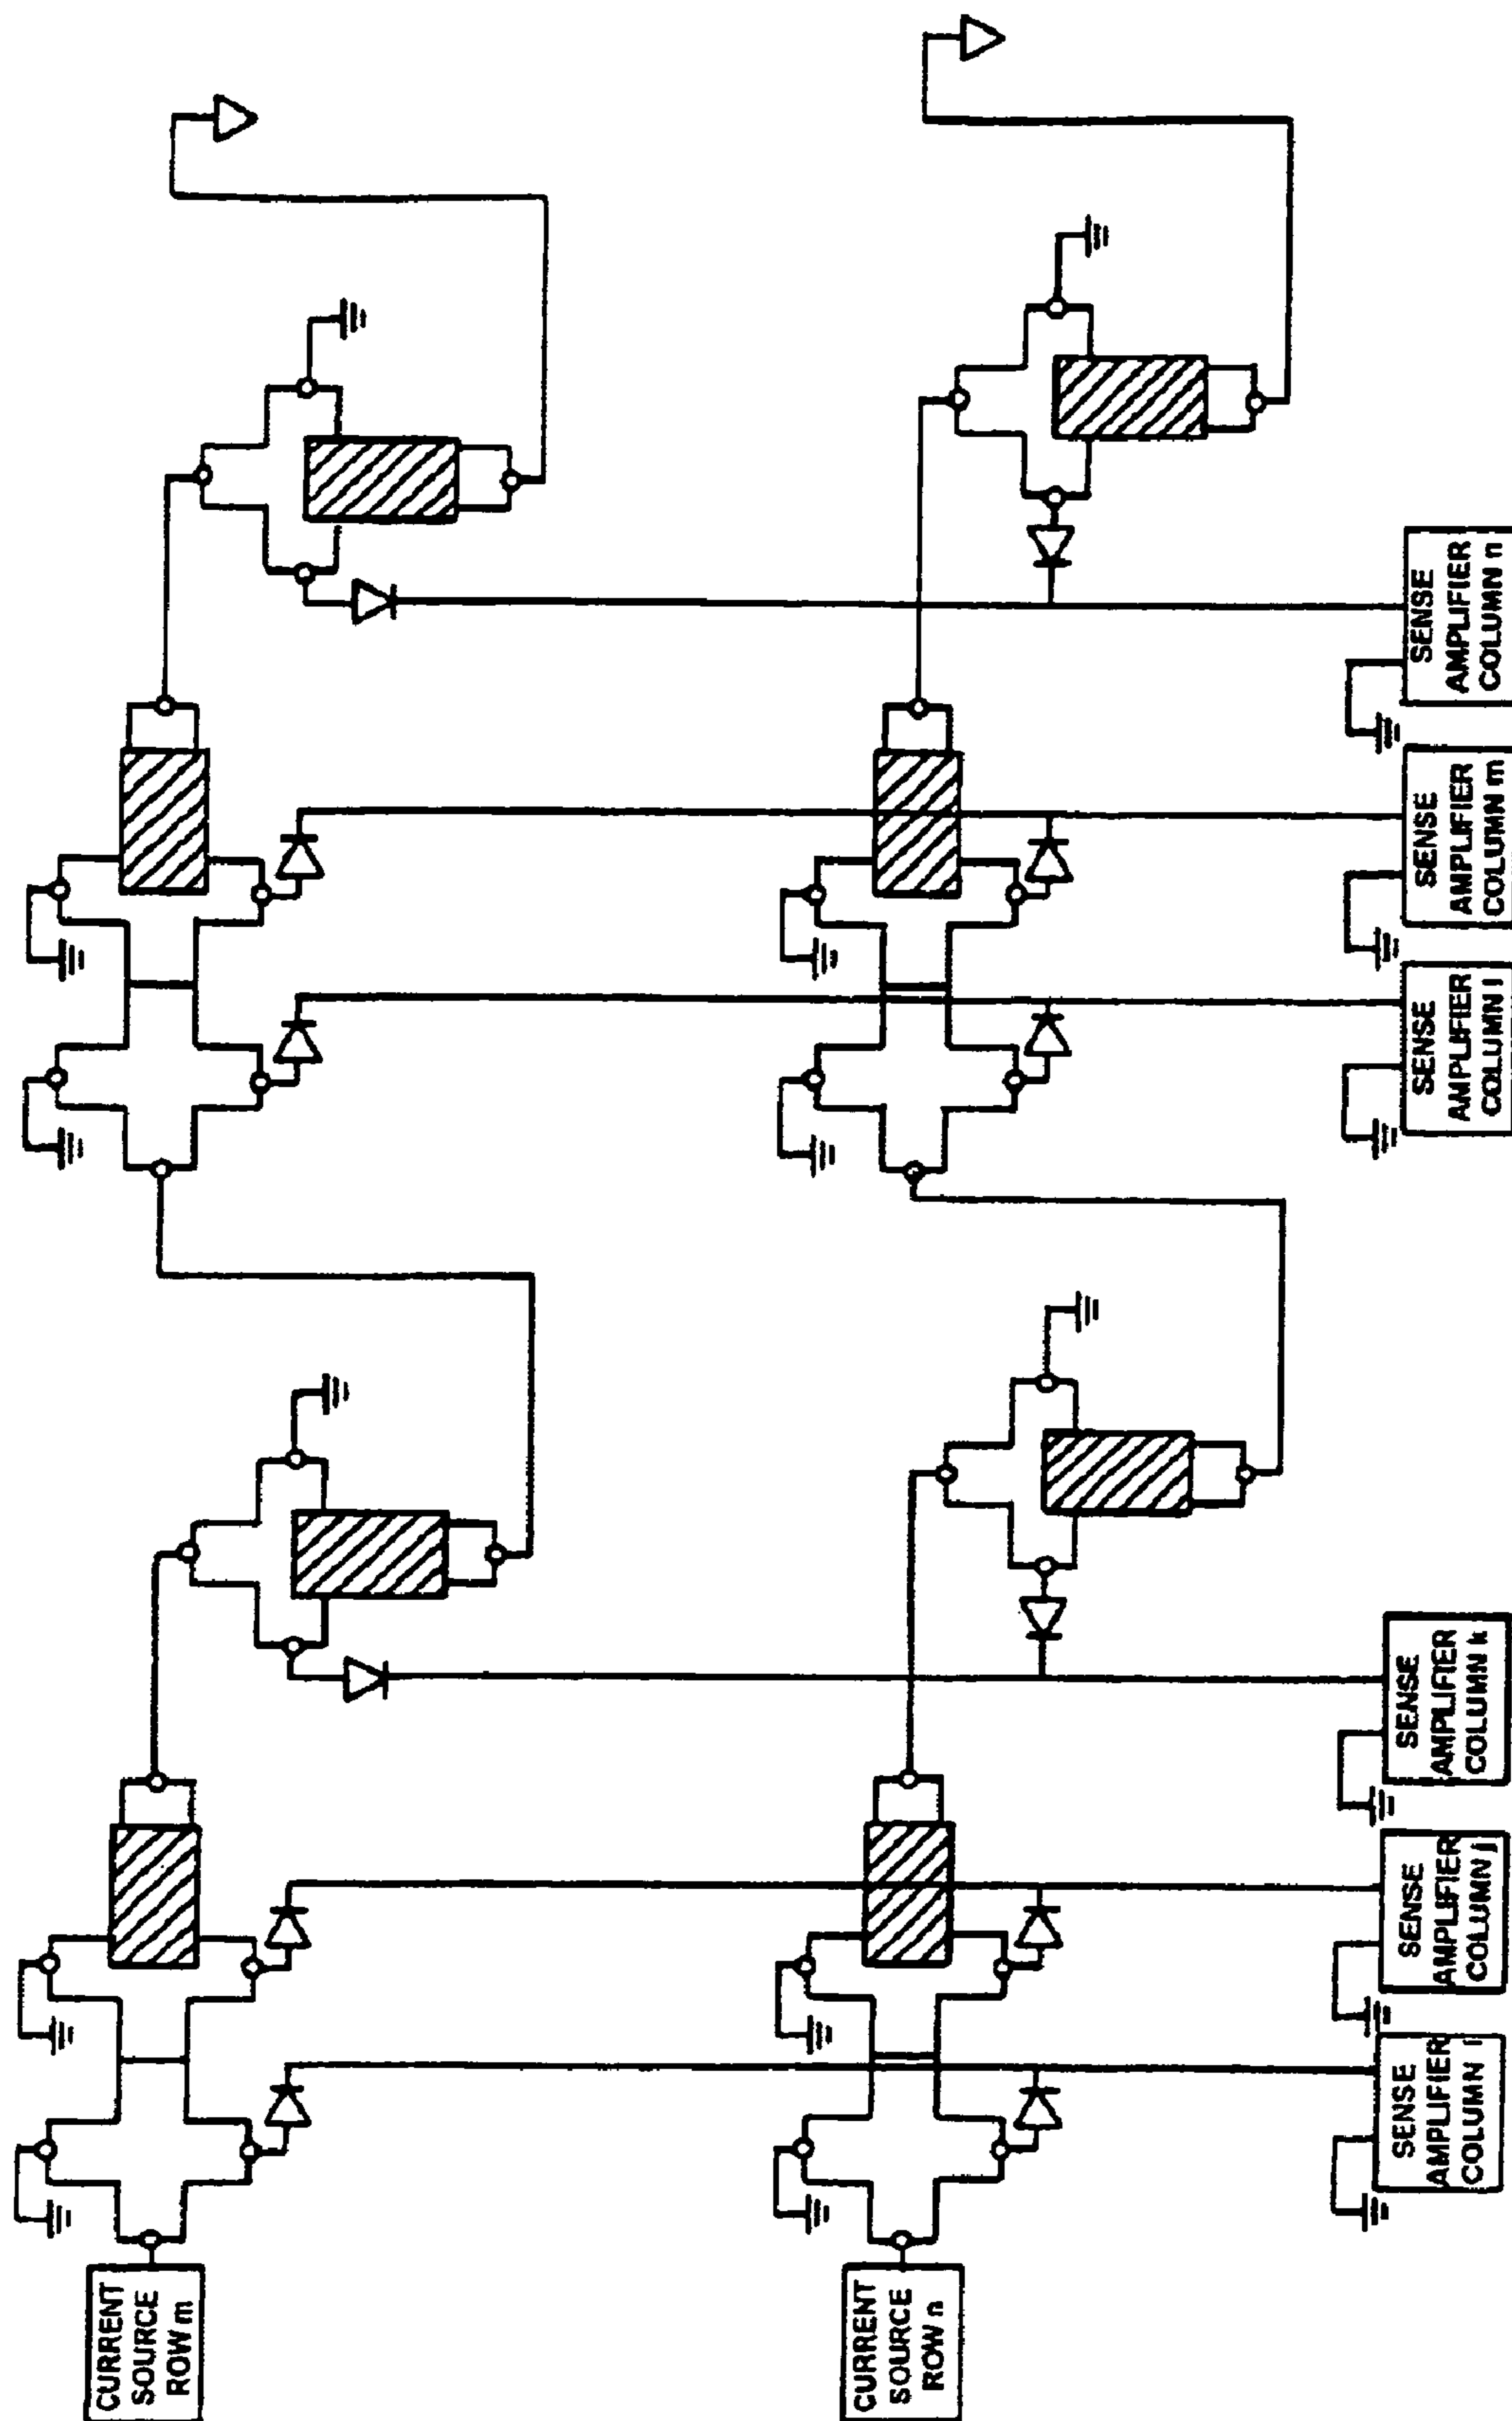 CURRENT
SOURCE
ROW m
CURRENT
SOURCE
ROW n
SENSE
AMPLIFIER
COLUMN i
SENSE
AMPLIFIER
COLUMN j
SENSE
AMPLIFIER
COLUMN k
SENSE
AMPLIFIER
COLUMN l
SENSE
AMPLIFIER
COLUMN m
SENSE
AMPLIFIER
COLUMN n